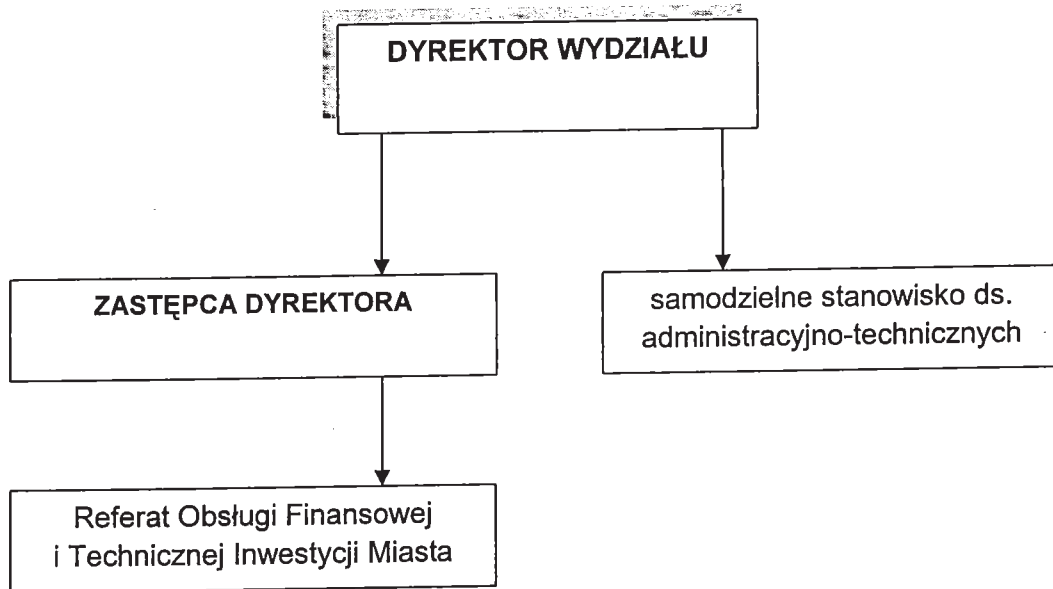 DYREKTOR WYDZIAŁU
ZASTĘPCA DYREKTORA
samodzielne stanowisko ds.
administracyjno-technicznych
Referat Obsługi Finansowej
i Technicznej Inwestycji Miasta